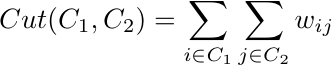 $Cut(C_1, C_2) = \sum_{i \in C_1} \sum_{j \in C_2} w_{ij}$